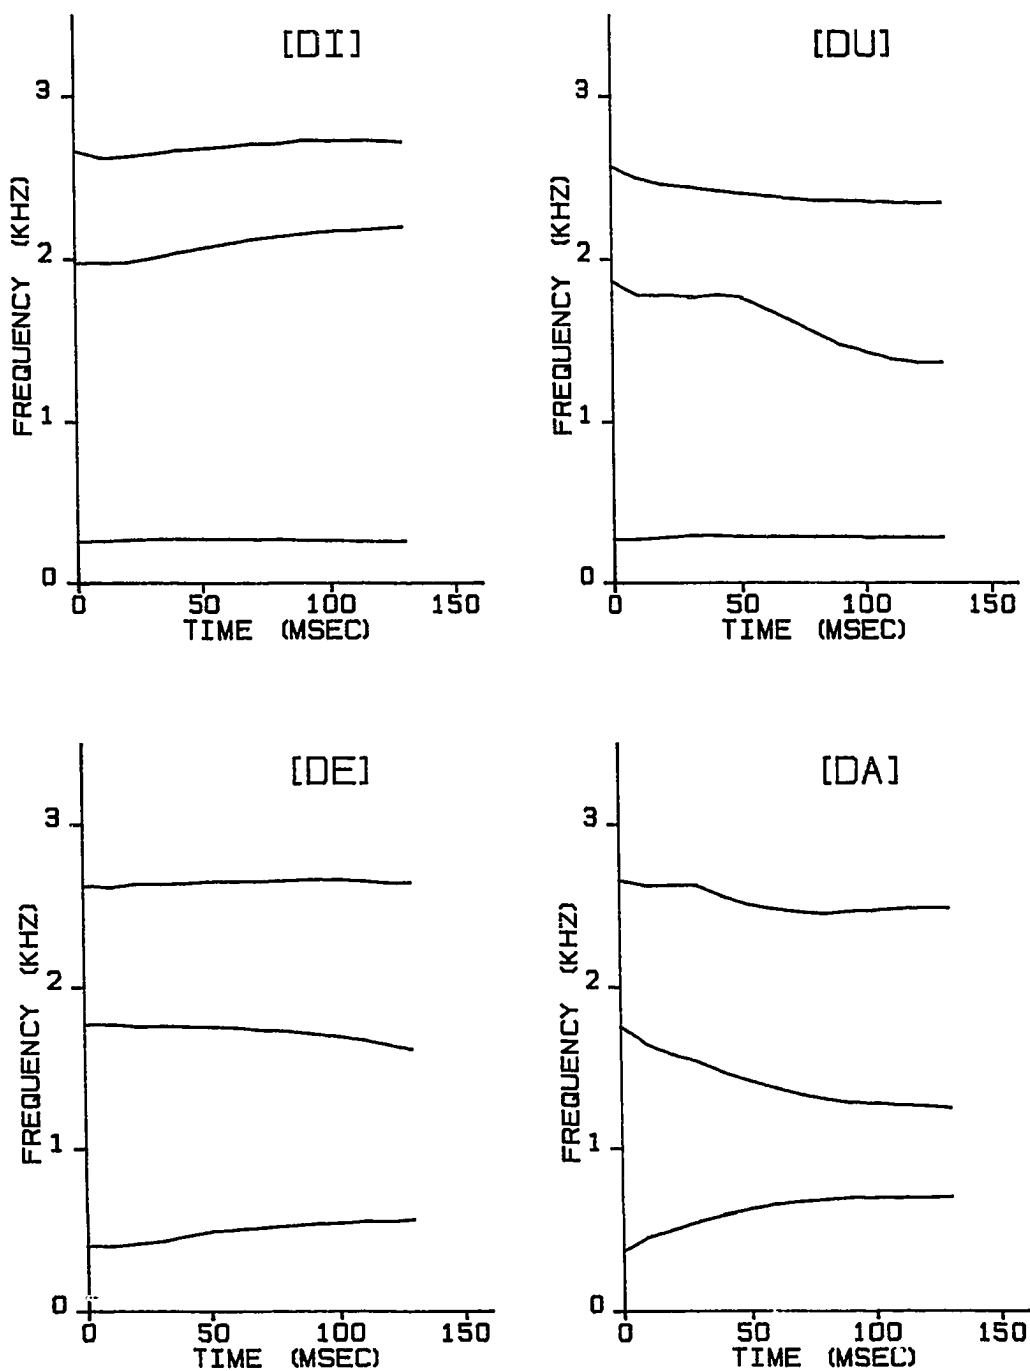 [DI]
3
2
1
0
FREQUENCY (KHZ)
0 50 100 150
TIME (MSEC)
[DU]
3
2
1
0
FREQUENCY (KHZ)
0 50 100 150
TIME (MSEC)
[DE]
3
2
1
0
FREQUENCY (KHZ)
0 50 100 150
TIME (MSEC)
[DA]
3
2
1
0
FREQUENCY (KHZ)
0 50 100 150
TIME (MSEC)